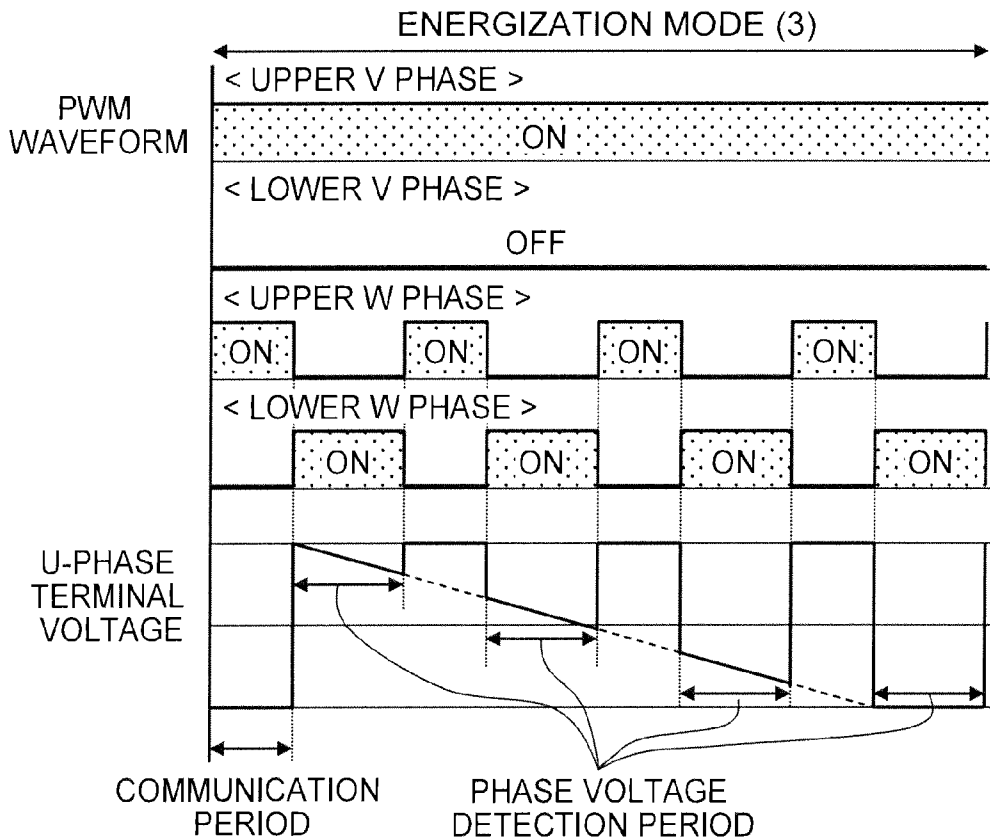 ENERGIZATION MODE (3)
PWM
WAVEFORM
< UPPER V PHASE >
ON
< LOWER V PHASE >
OFF
< UPPER W PHASE >
ON ON ON ON
< LOWER W PHASE >
ON ON ON ON
U-PHASE
TERMINAL
VOLTAGE
COMMUNICATION
PERIOD
PHASE VOLTAGE
DETECTION PERIOD